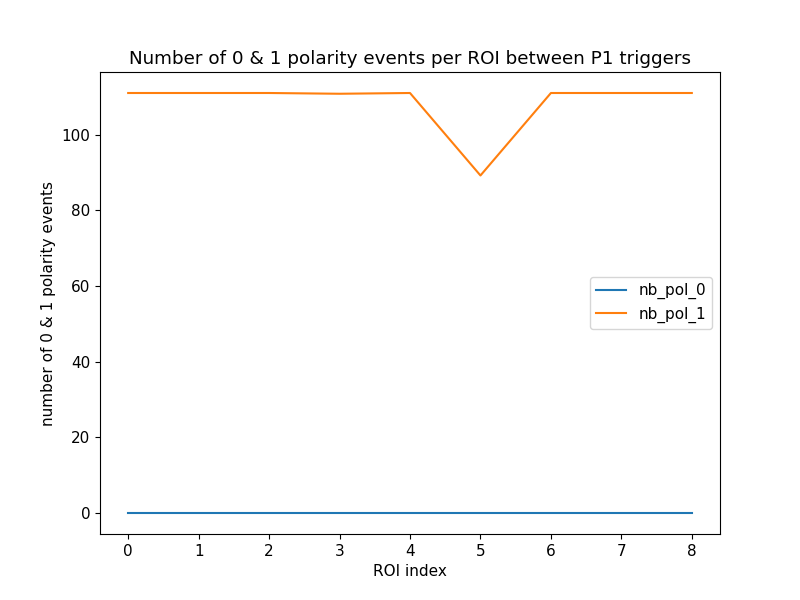 Number of 0 & 1 polarity events per ROI between P1 triggers
number of 0 & 1 polarity events
100
80
60
40
20
0
nb_pol_0
nb_pol_1
0 1 2 3 4 5 6 7 8
ROI index